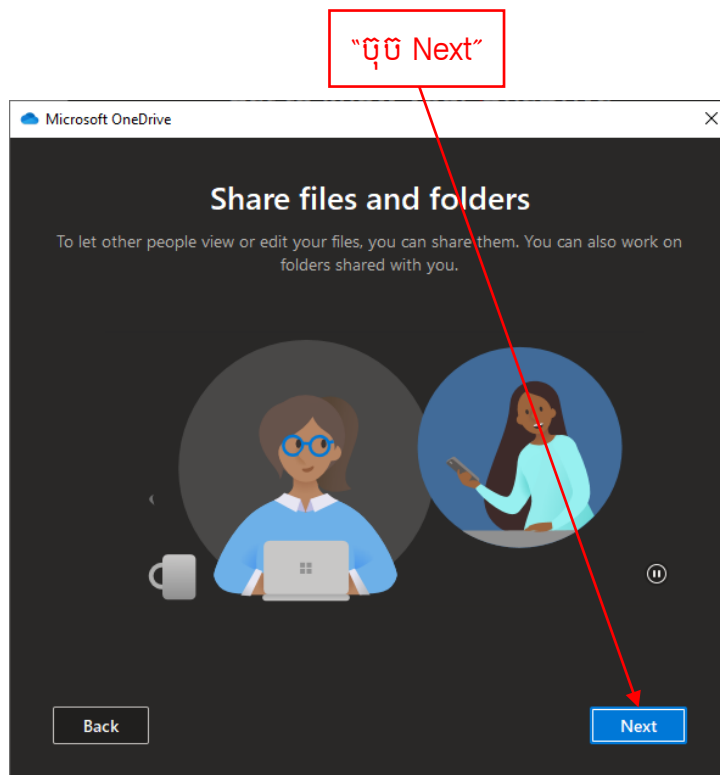 “ចុច Next”
Microsoft OneDrive
Share files and folders
To let other people view or edit your files, you can share them. You can also work on
folders shared with you.
Back
Next